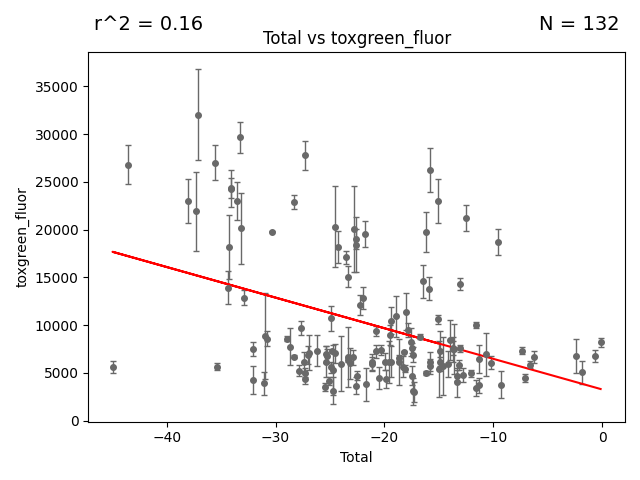 r^2 = 0.16
N = 132
Total vs toxgreen_fluor
35000
30000
25000
20000
15000
10000
5000
0
toxgreen_fluor
−40
−30
−20
−10
0
Total